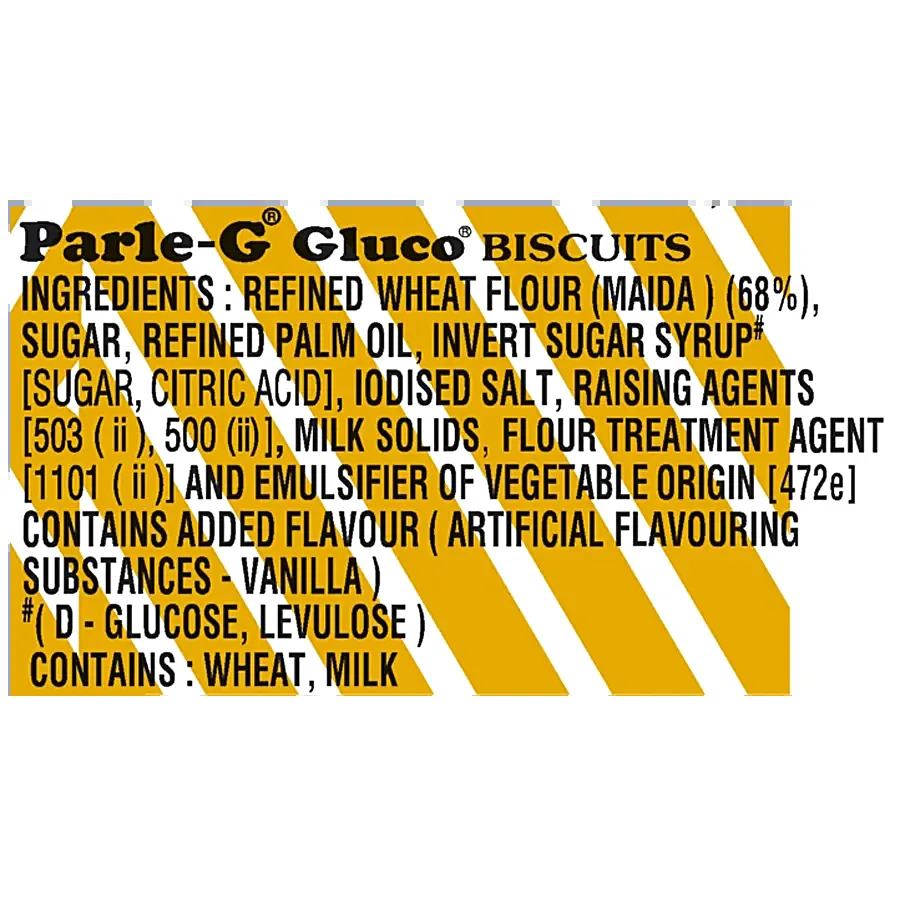 Parle-G® Gluco® BISCUITS
INGREDIENTS : REFINED WHEAT FLOUR (MAIDA ) (68%),
SUGAR, REFINED PALM OIL, INVERT SUGAR SYRUP#
[SUGAR, CITRIC ACID], IODISED SALT, RAISING AGENTS
[503 ( ii ), 500 (ii)], MILK SOLIDS, FLOUR TREATMENT AGENT
[1101 ( ii )] AND EMULSIFIER OF VEGETABLE ORIGIN [472e]
CONTAINS ADDED FLAVOUR ( ARTIFICIAL FLAVOURING
SUBSTANCES - VANILLA )
#( D - GLUCOSE, LEVULOSE )
CONTAINS : WHEAT, MILK